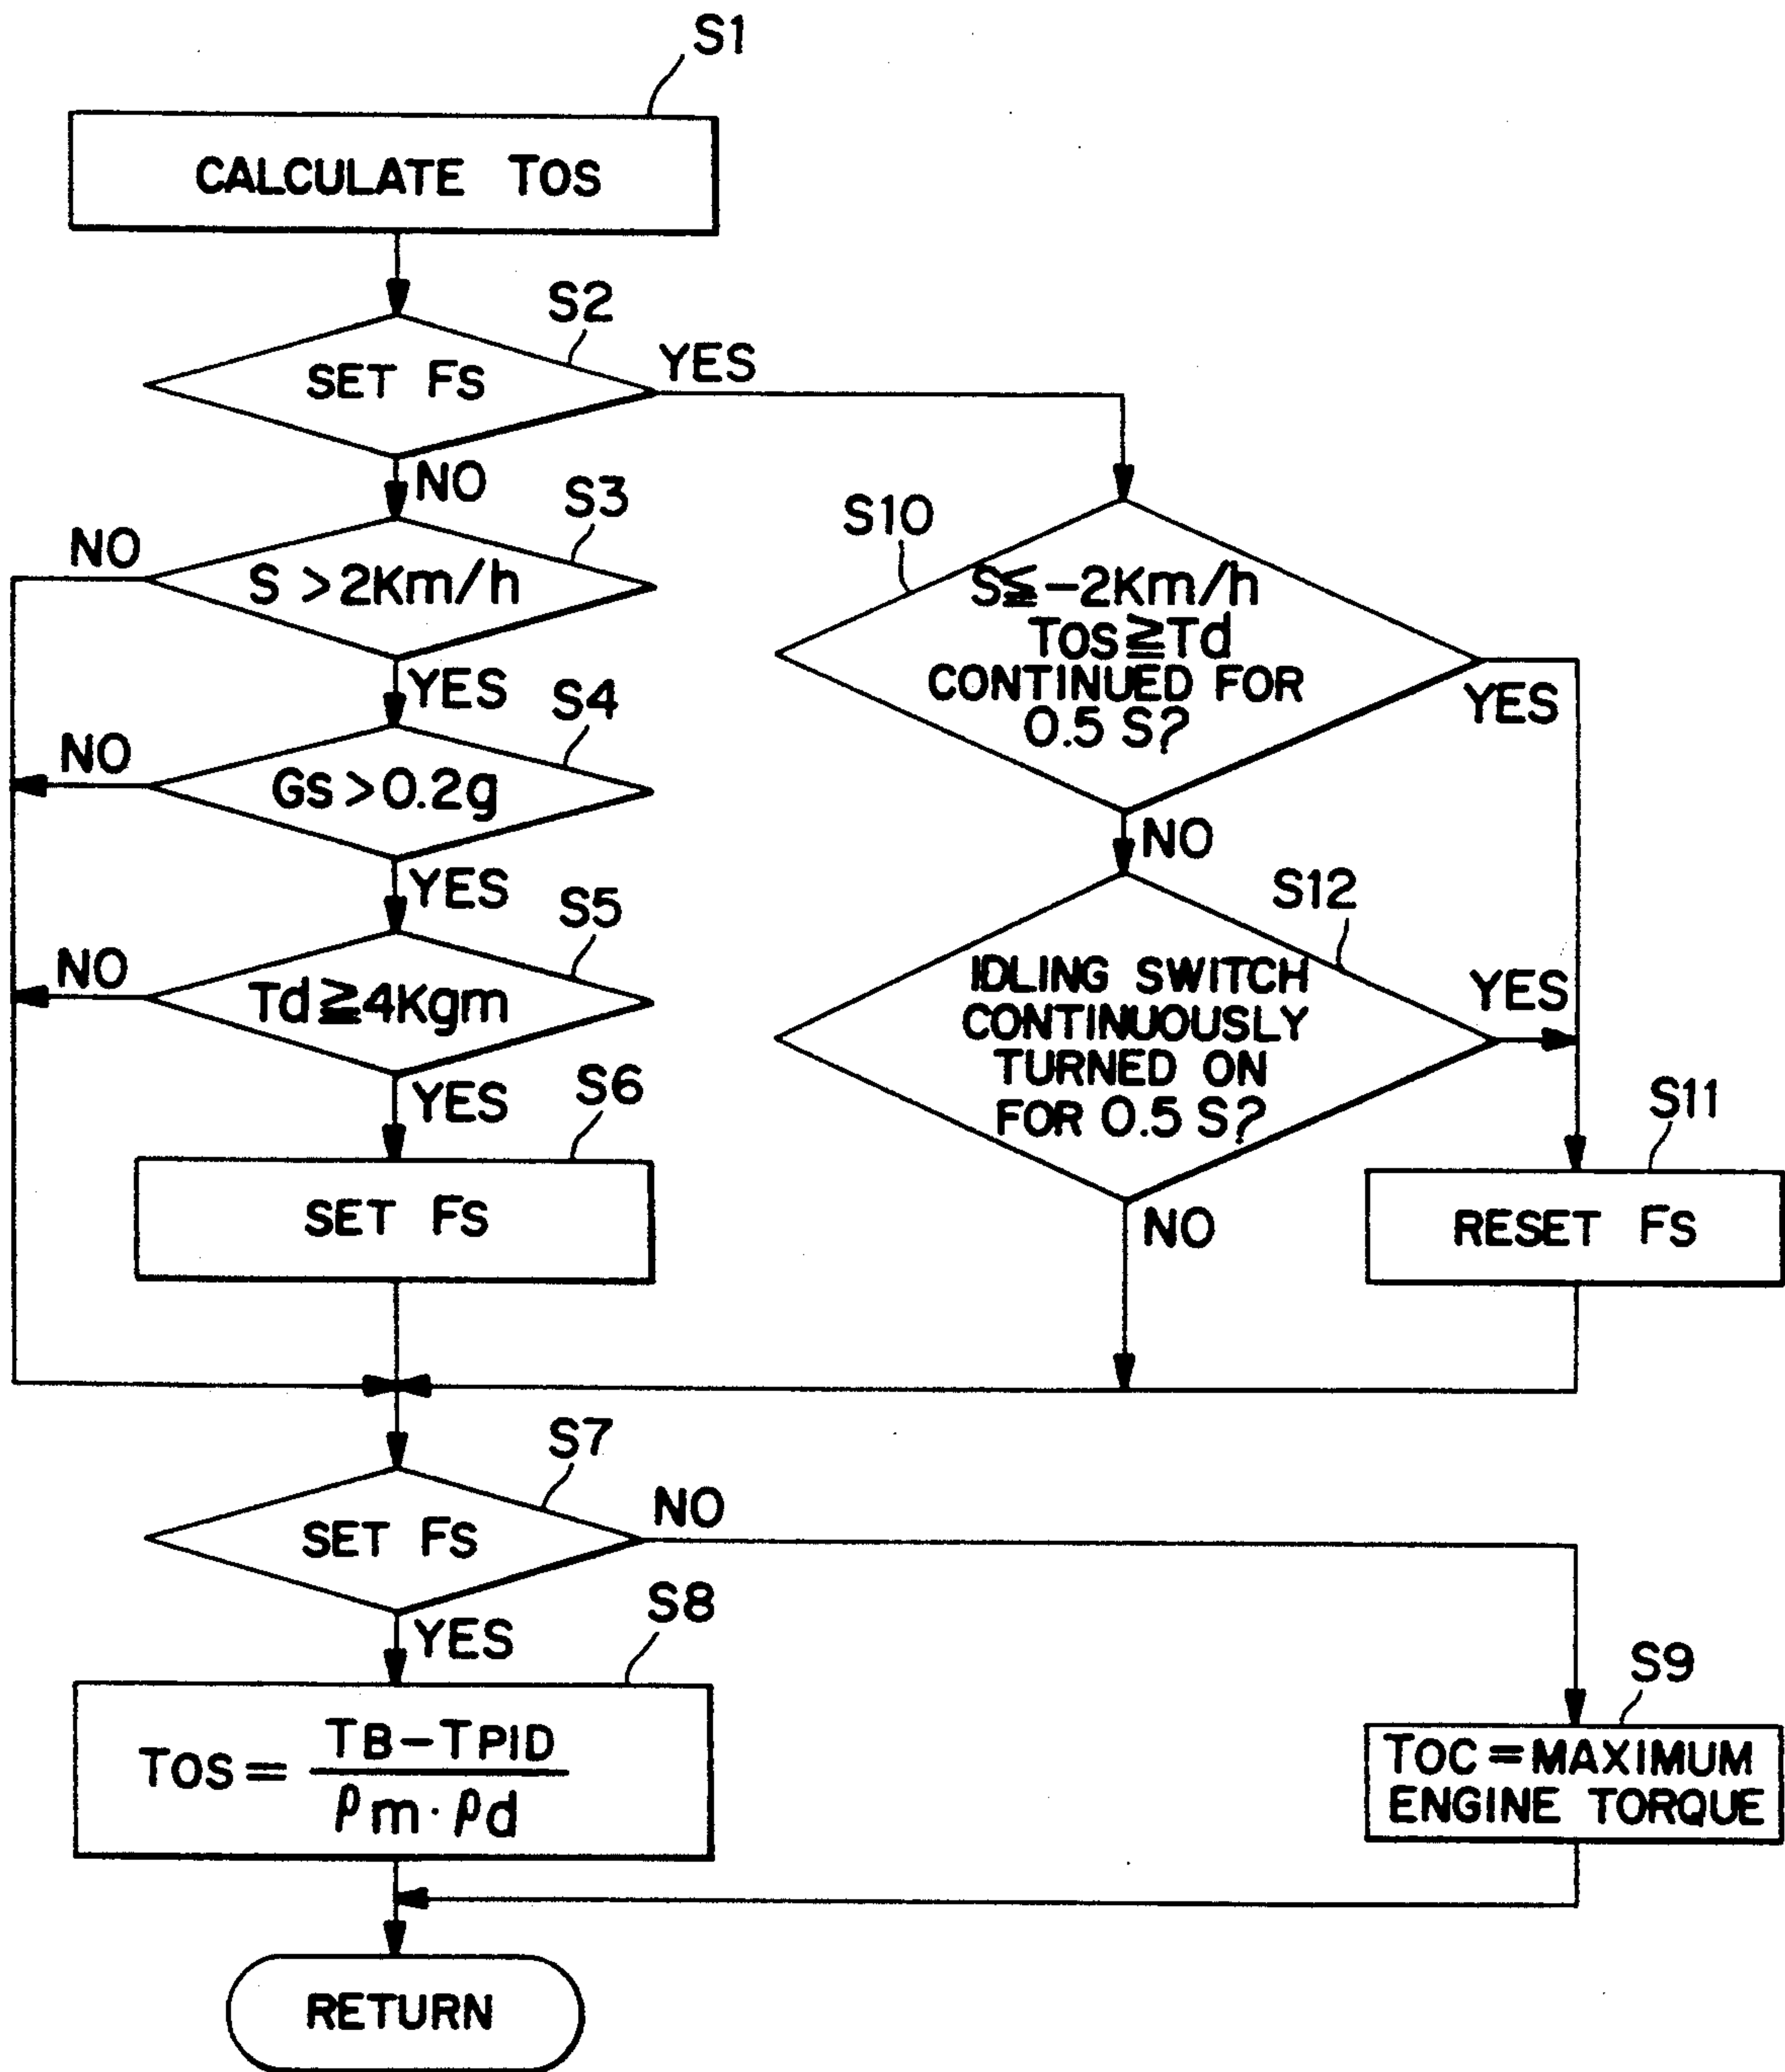 S1
CALCULATE TOS
S2
SET FS
YES
NO
S3
NO
S > 2Km/h
YES
S10
S≦-2Km/h
TOS≧Td
CONTINUED FOR
0.5 S?
YES
NO
S4
NO
GS > 0.2g
YES
S5
NO
Td ≧ 4Kgm
YES
S12
IDLING SWITCH
CONTINUOUSLY
TURNED ON
FOR 0.5 S?
YES
NO
S6
SET FS
S11
RESET FS
S7
SET FS
NO
YES
S8
TOS = TB-TPID
ρm · ρd
S9
TOC = MAXIMUM
ENGINE TORQUE
RETURN